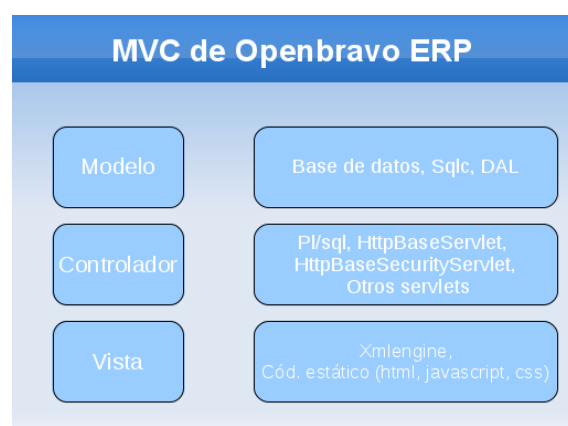 MVC de Openbravo ERP
Modelo
Base de datos, Sqlc, DAL
Controlador
Pl/sql, HttpBaseServlet,
HttpBaseSecurityServlet,
Otros servlets
Vista
Xmlengine,
Cód. estático (html, javascript, css)